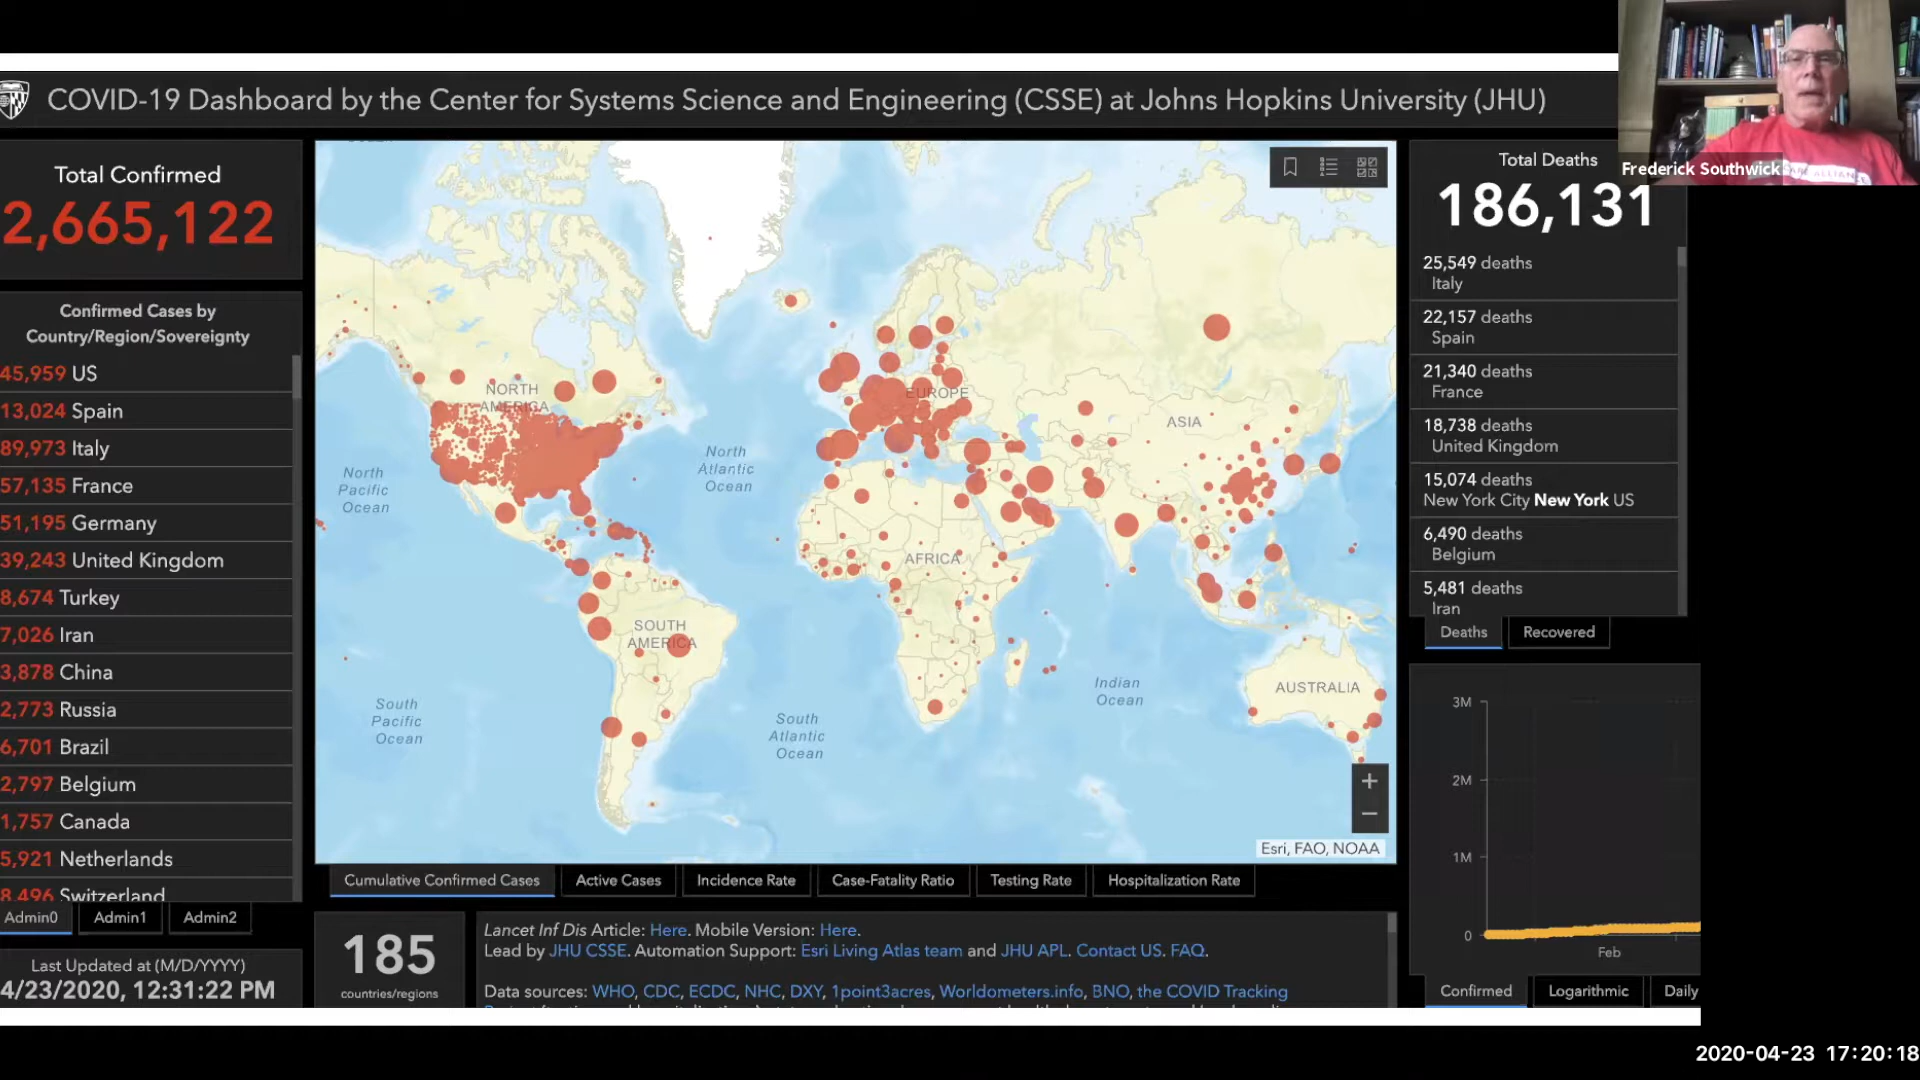 COVID-19 Dashboard by the Center for Systems Science and Engineering (CSSE) at Johns Hopkins University (JHU)
Frederick Southwick
Total Confirmed
2,665,122
Confirmed Cases by
Country/Region/Sovereignty
45,959 US
13,024 Spain
89,973 Italy
57,135 France
51,195 Germany
39,243 United Kingdom
8,674 Turkey
7,026 Iran
3,878 China
2,773 Russia
6,701 Brazil
2,797 Belgium
1,757 Canada
5,921 Netherlands
8,496 Switzerland
Admin0 Admin1 Admin2
Last Updated at (M/D/YYYY)
4/23/2020, 12:31:22 PM
NORTH
AMERICA
EUROPE
ASIA
North
Pacific
Ocean
North
Atlantic
Ocean
AFRICA
SOUTH
AMERICA
South
Pacific
Ocean
South
Atlantic
Ocean
Indian
Ocean
AUSTRALIA
+
−
Esri, FAO, NOAA
Cumulative Confirmed Cases Active Cases Incidence Rate Case-Fatality Ratio Testing Rate Hospitalization Rate
185
countries/regions
Lancet Inf Dis Article: Here. Mobile Version: Here.
Lead by JHU CSSE. Automation Support: Esri Living Atlas team and JHU APL. Contact US. FAQ.
Data sources: WHO, CDC, ECDC, NHC, DXY, 1point3acres, Worldometers.info, BNO, the COVID Tracking
Total Deaths
186,131
25,549 deaths
Italy
22,157 deaths
Spain
21,340 deaths
France
18,738 deaths
United Kingdom
15,074 deaths
New York City New York US
6,490 deaths
Belgium
5,481 deaths
Iran
Deaths Recovered
3M
2M
1M
0
Feb
Confirmed Logarithmic Daily
2020-04-23 17:20:18